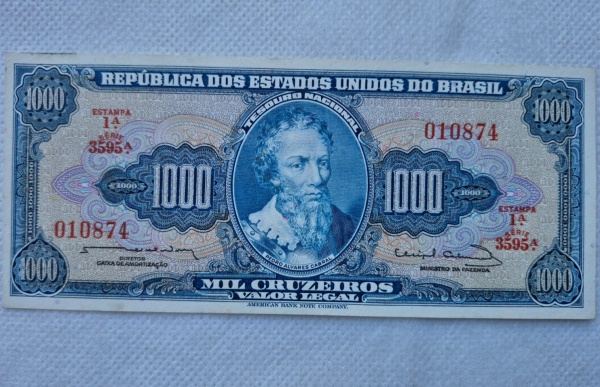 REPÚBLICA DOS ESTADOS UNIDOS DO BRASIL
1000
1000
TESOURO NACIONAL
ESTAMPA
1ª
SÉRIE
3595ª
010874
1000
1000
1000
1000
010874
ESTAMPA
1ª
SÉRIE
3595ª
DIRETOR
CAIXA DE AMORTIZAÇÃO
PEDRO ALVARES CABRAL
MINISTRO DA FAZENDA
1000
1000
MIL CRUZEIROS
VALOR LEGAL
AMERICAN BANK NOTE COMPANY.